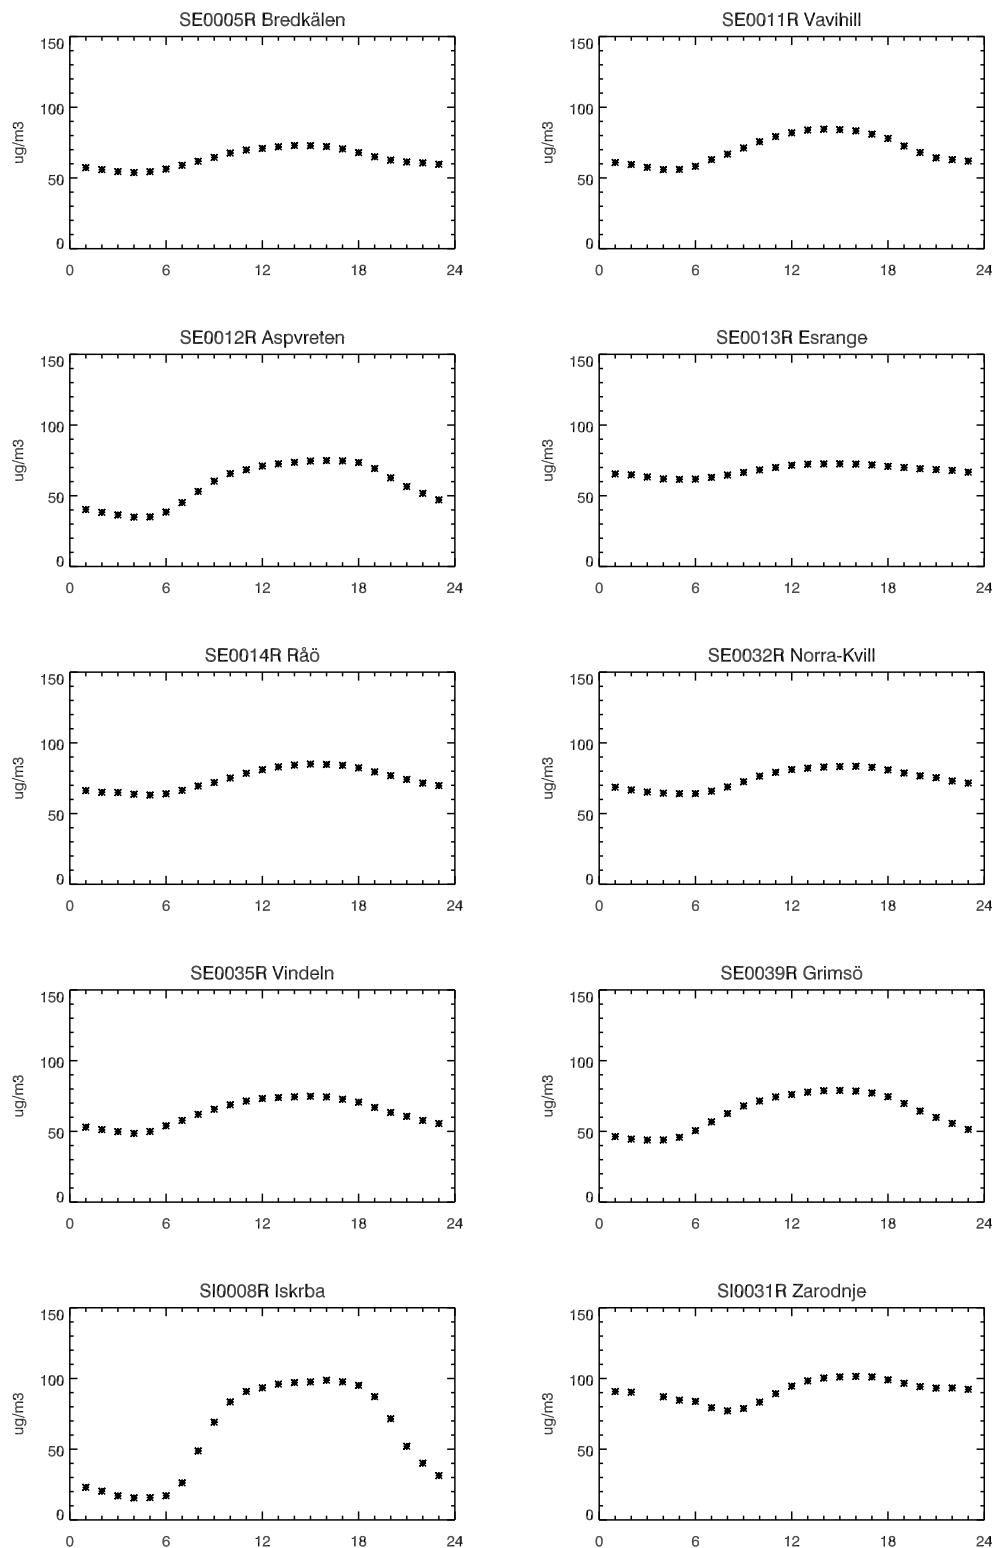 SE0005R Bredkälen
SE0011R Vavihill
150
100
50
0
ug/m3
0 6 12 18 24
150
100
50
0
ug/m3
0 6 12 18 24
SE0012R Aspvreten
SE0013R Esrange
150
100
50
0
ug/m3
0 6 12 18 24
150
100
50
0
ug/m3
0 6 12 18 24
SE0014R Råö
SE0032R Norra-Kvill
150
100
50
0
ug/m3
0 6 12 18 24
150
100
50
0
ug/m3
0 6 12 18 24
SE0035R Vindeln
SE0039R Grimsö
150
100
50
0
ug/m3
0 6 12 18 24
150
100
50
0
ug/m3
0 6 12 18 24
SI0008R Iskrba
SI0031R Zarodnje
150
100
50
0
ug/m3
0 6 12 18 24
150
100
50
0
ug/m3
0 6 12 18 24